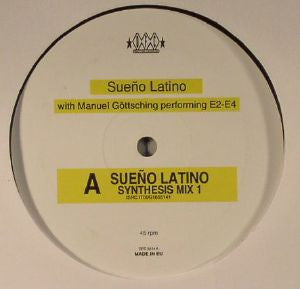 Sueño Latino
with Manuel Göttsching performing E2-E4
A SUEÑO LATINO
SYNTHESIS MIX 1
45 rpm
MADE IN EU